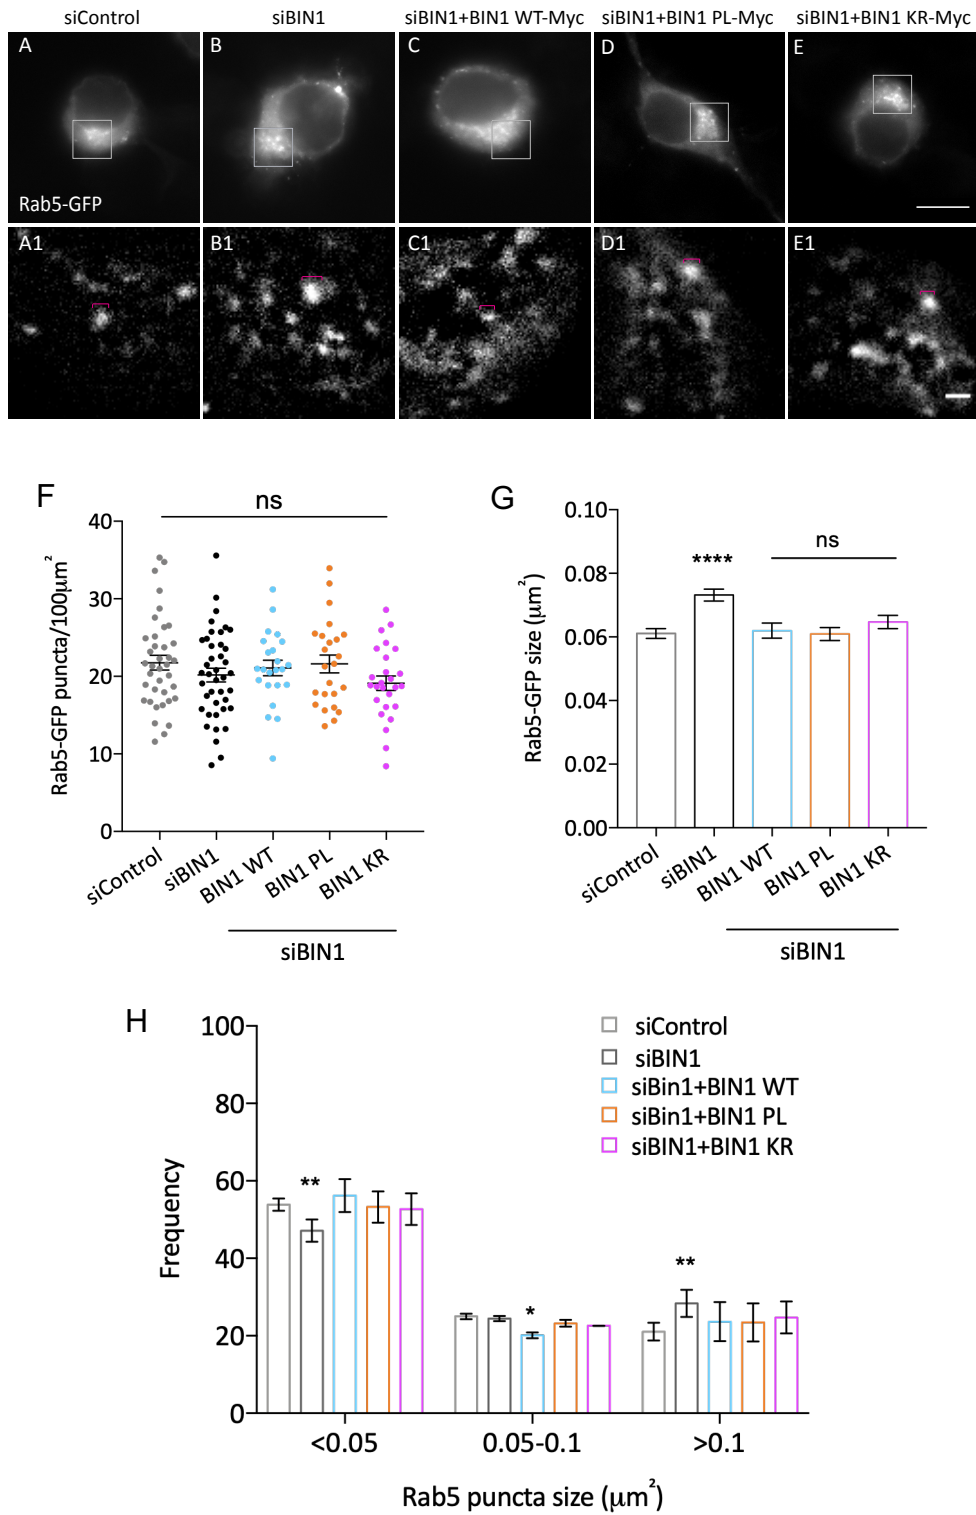 siControl siBIN1 siBIN1+BIN1 WT-Myc siBIN1+BIN1 PL-Myc siBIN1+BIN1 KR-Myc
A B C D E
Rab5-GFP
A1 B1 C1 D1 E1
F
ns
Rab5-GFP puncta/100µm²
40
30
20
10
0
siControl siBIN1 BIN1 WT BIN1 PL BIN1 KR
siBIN1
G
Rab5-GFP size (µm²)
0.10
0.08
0.06
0.04
0.02
0.00
****
ns
siControl siBIN1 BIN1 WT BIN1 PL BIN1 KR
siBIN1
H
siControl
siBIN1
siBin1+BIN1 WT
siBin1+BIN1 PL
siBIN1+BIN1 KR
Frequency
100
80
60
40
20
0
** * **
<0.05 0.05-0.1 >0.1
Rab5 puncta size (µm²)